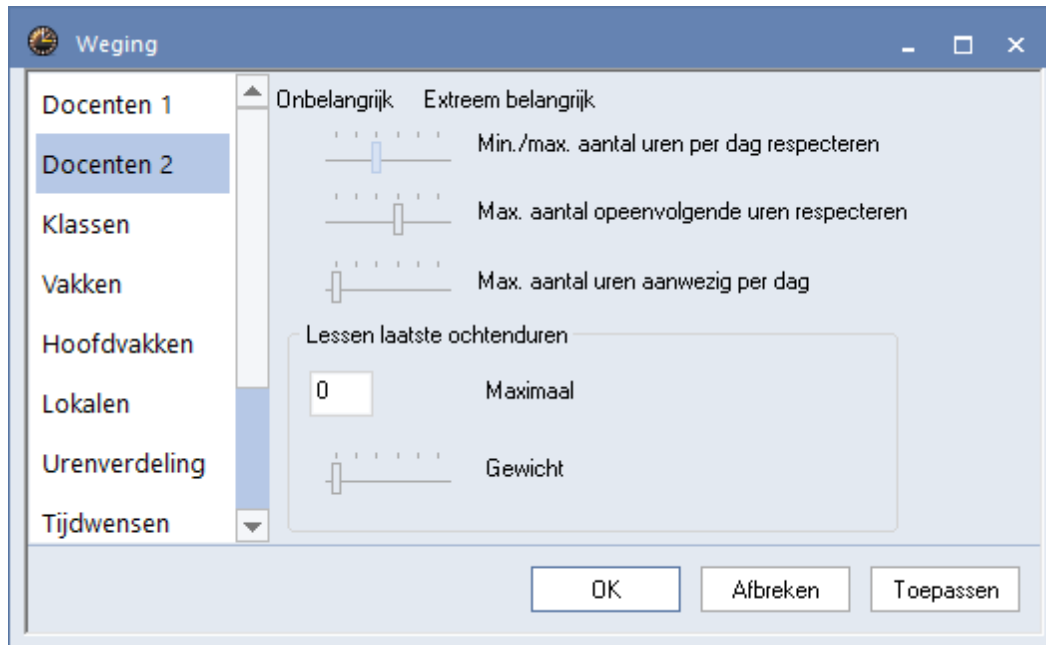 Weging
Docenten 1
Docenten 2
Klassen
Vakken
Hoofdvakken
Lokalen
Urenverdeling
Tijdwensen
Onbelangrijk Extreem belangrijk
Min./max. aantal uren per dag respecteren
Max. aantal opeenvolgende uren respecteren
Max. aantal uren aanwezig per dag
Lessen laatste ochtenduren
0 Maximaal
Gewicht
OK Afbreken Toepassen